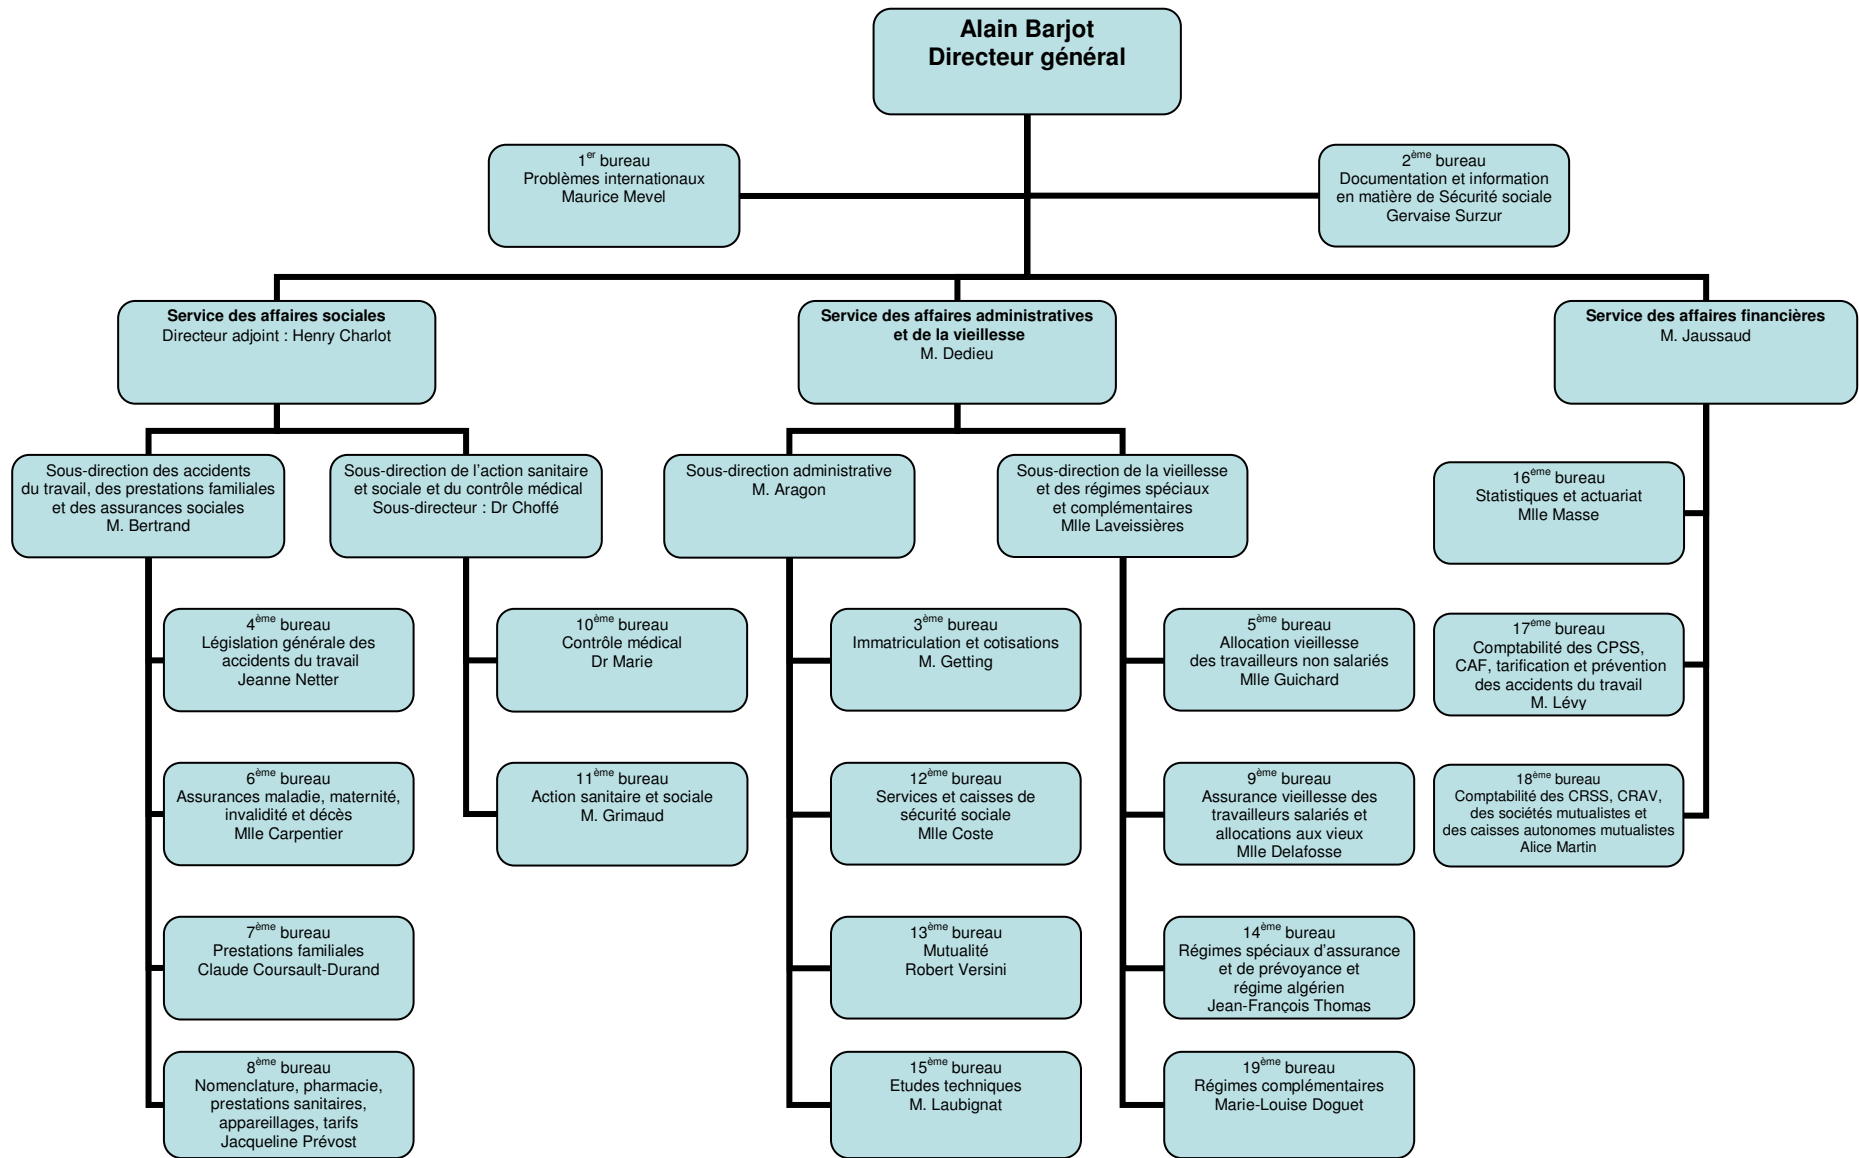 Alain Barjot
Directeur général
1er bureau
Problèmes internationaux
Maurice Mevel
2ème bureau
Documentation et information
en matière de Sécurité sociale
Gervaise Surzur
Service des affaires sociales
Directeur adjoint : Henry Charlot
Service des affaires administratives
et de la vieillesse
M. Dedieu
Service des affaires financières
M. Jaussaud
Sous-direction des accidents
du travail, des prestations familiales
et des assurances sociales
M. Bertrand
Sous-direction de l'action sanitaire
et sociale et du contrôle médical
Sous-directeur : Dr Choffé
Sous-direction administrative
M. Aragon
Sous-direction de la vieillesse
et des régimes spéciaux
et complémentaires
Mlle Laveissières
16ème bureau
Statistiques et actuariat
Mlle Masse
4ème bureau
Législation générale des
accidents du travail
Jeanne Netter
10ème bureau
Contrôle médical
Dr Marie
3ème bureau
Immatriculation et cotisations
M. Getting
5ème bureau
Allocation vieillesse
des travailleurs non salariés
Mlle Guichard
17ème bureau
Comptabilité des CPSS,
CAF, tarification et prévention
des accidents du travail
M. Lévy
6ème bureau
Assurances maladie, maternité,
invalidité et décès
Mlle Carpentier
11ème bureau
Action sanitaire et sociale
M. Grimaud
12ème bureau
Services et caisses de
sécurité sociale
Mlle Coste
9ème bureau
Assurance vieillesse des
travailleurs salariés et
allocations aux vieux
Mlle Delafosse
18ème bureau
Comptabilité des CRSS, CRAV,
des sociétés mutualistes et
des caisses autonomes mutualistes
Alice Martin
7ème bureau
Prestations familiales
Claude Coursault-Durand
13ème bureau
Mutualité
Robert Versini
14ème bureau
Régimes spéciaux d'assurance
et de prévoyance et
régime algérien
Jean-François Thomas
8ème bureau
Nomenclature, pharmacie,
prestations sanitaires,
appareillages, tarifs
Jacqueline Prévost
15ème bureau
Etudes techniques
M. Laubignat
19ème bureau
Régimes complémentaires
Marie-Louise Doguet